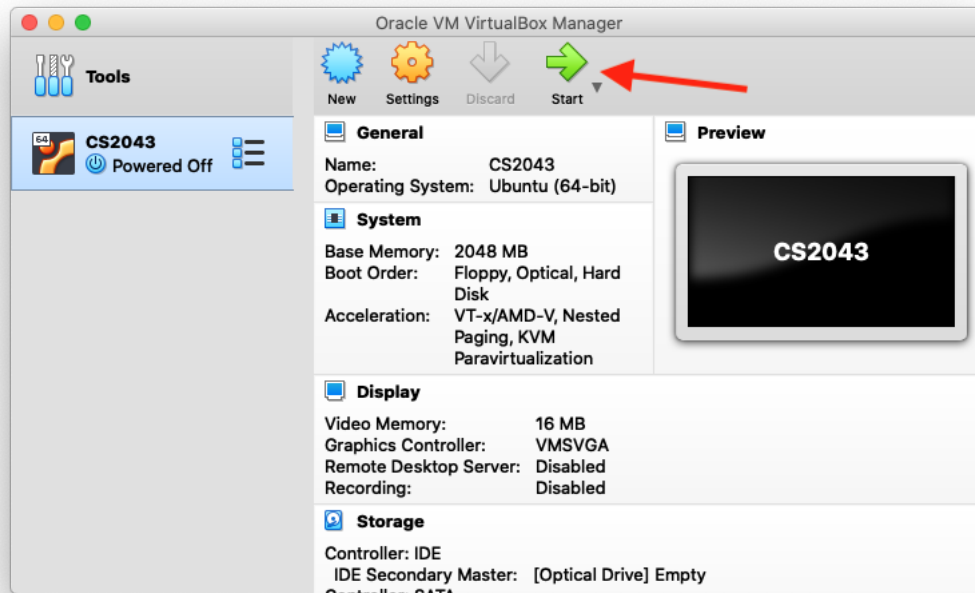 Oracle VM VirtualBox Manager
Tools
New
Settings
Discard
Start
64
CS2043
Powered Off
General
Name: CS2043
Operating System: Ubuntu (64-bit)
System
Base Memory: 2048 MB
Boot Order: Floppy, Optical, Hard
Disk
Acceleration: VT-x/AMD-V, Nested
Paging, KVM
Paravirtualization
Preview
CS2043
Display
Video Memory: 16 MB
Graphics Controller: VMSVGA
Remote Desktop Server: Disabled
Recording: Disabled
Storage
Controller: IDE
IDE Secondary Master: [Optical Drive] Empty
Controller: SATA